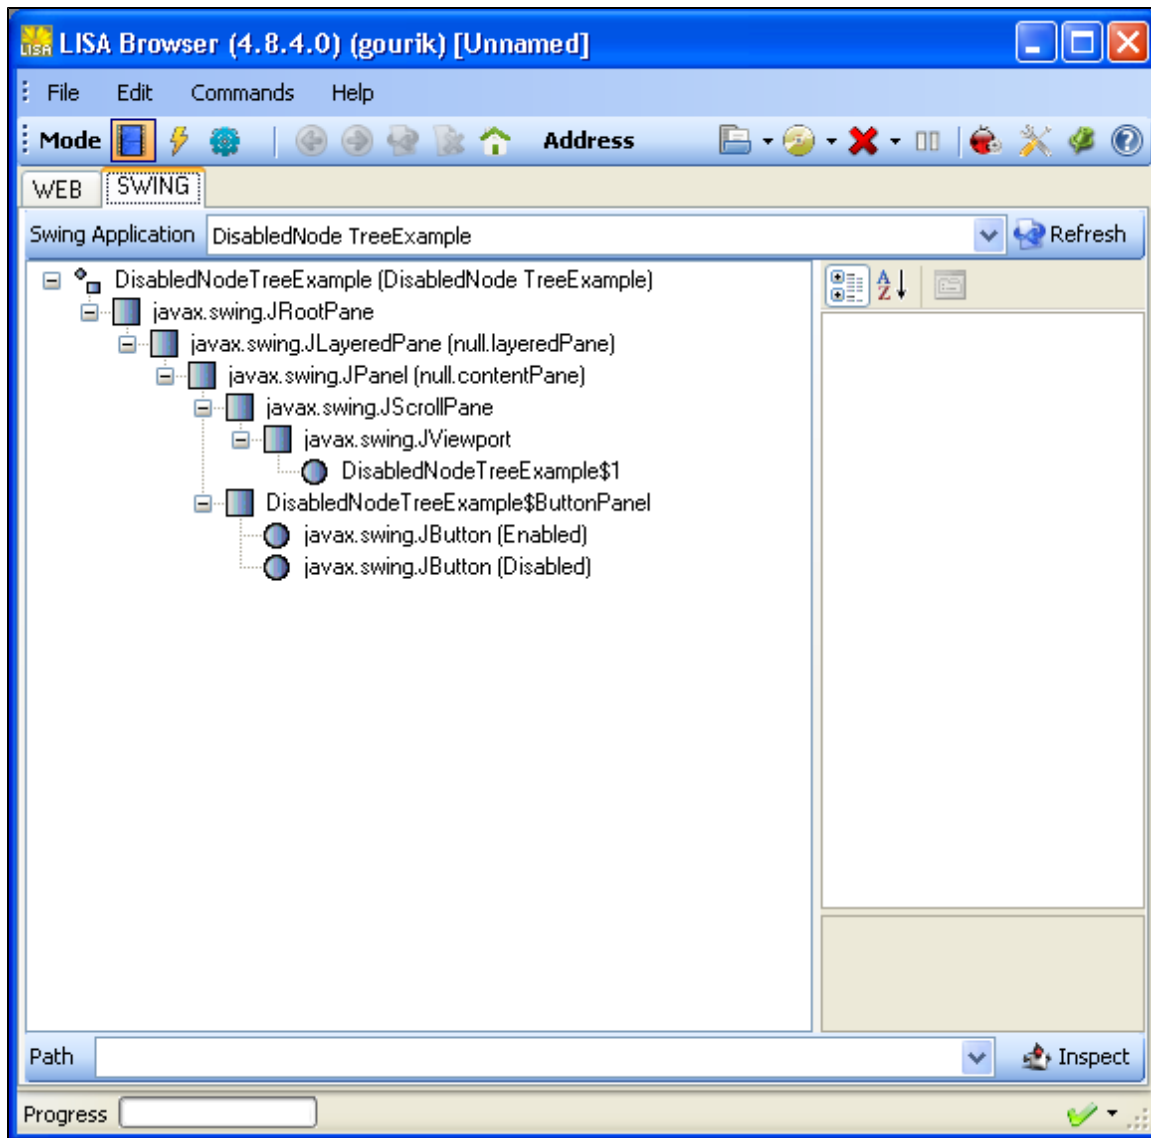 LISA Browser (4.8.4.0) (gourik) [Unnamed]
File Edit Commands Help
Mode Address
WEB SWING
Swing Application DisabledNode TreeExample Refresh
DisabledNodeTreeExample (DisabledNode TreeExample)
javax.swing.JRootPane
javax.swing.JLayeredPane (null.layeredPane)
javax.swing.JPanel (null.contentPane)
javax.swing.JScrollPane
javax.swing.JViewport
DisabledNodeTreeExample$1
DisabledNodeTreeExample$ButtonPanel
javax.swing.JButton (Enabled)
javax.swing.JButton (Disabled)
Path Inspect
Progress